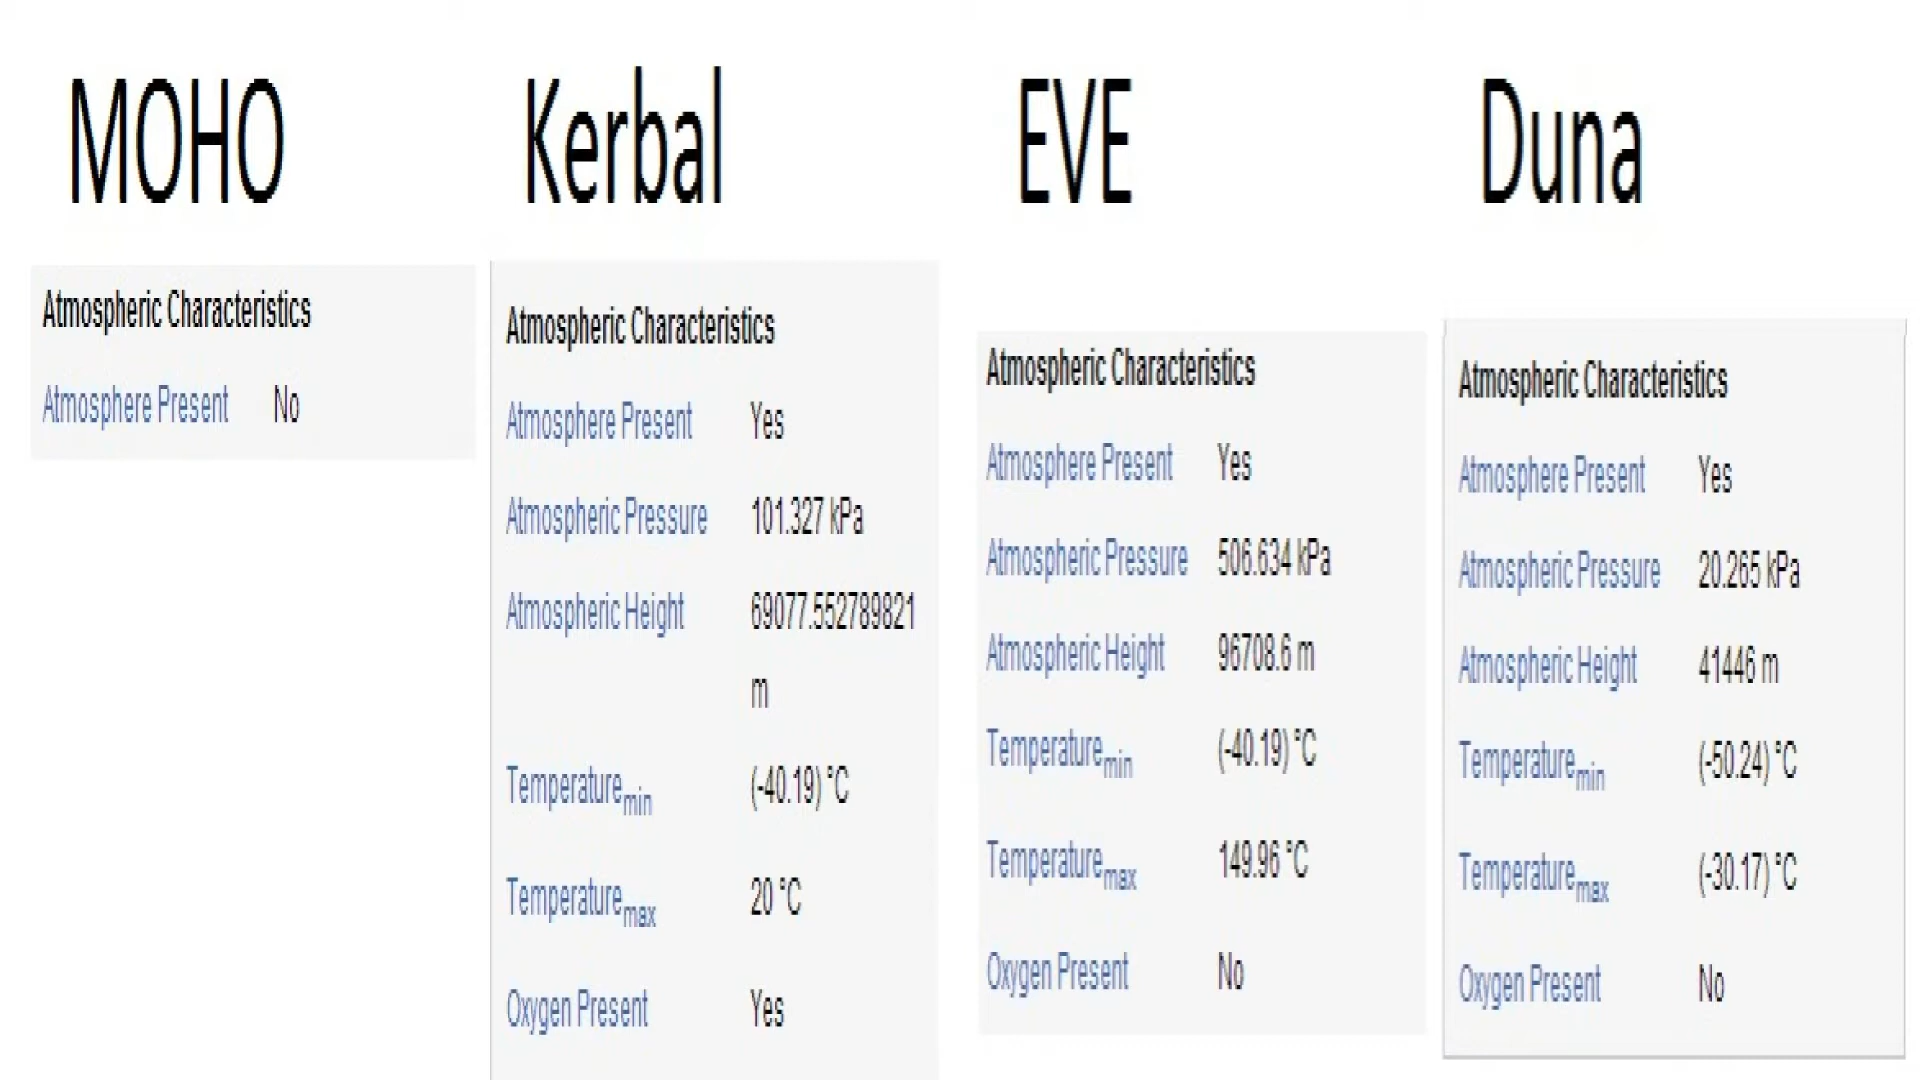 MOHO
Atmospheric Characteristics
Atmosphere Present No
Kerbal
Atmospheric Characteristics
Atmosphere Present Yes
Atmospheric Pressure 101.327 kPa
Atmospheric Height 69077.552789821
m
Temperaturemin (-40.19) °C
Temperaturemax 20 °C
Oxygen Present Yes
EVE
Atmospheric Characteristics
Atmosphere Present Yes
Atmospheric Pressure 506.634 kPa
Atmospheric Height 96708.6 m
Temperaturemin (-40.19) °C
Temperaturemax 149.96 °C
Oxygen Present No
Duna
Atmospheric Characteristics
Atmosphere Present Yes
Atmospheric Pressure 20.265 kPa
Atmospheric Height 41446 m
Temperaturemin (-50.24) °C
Temperaturemax (-30.17) °C
Oxygen Present No